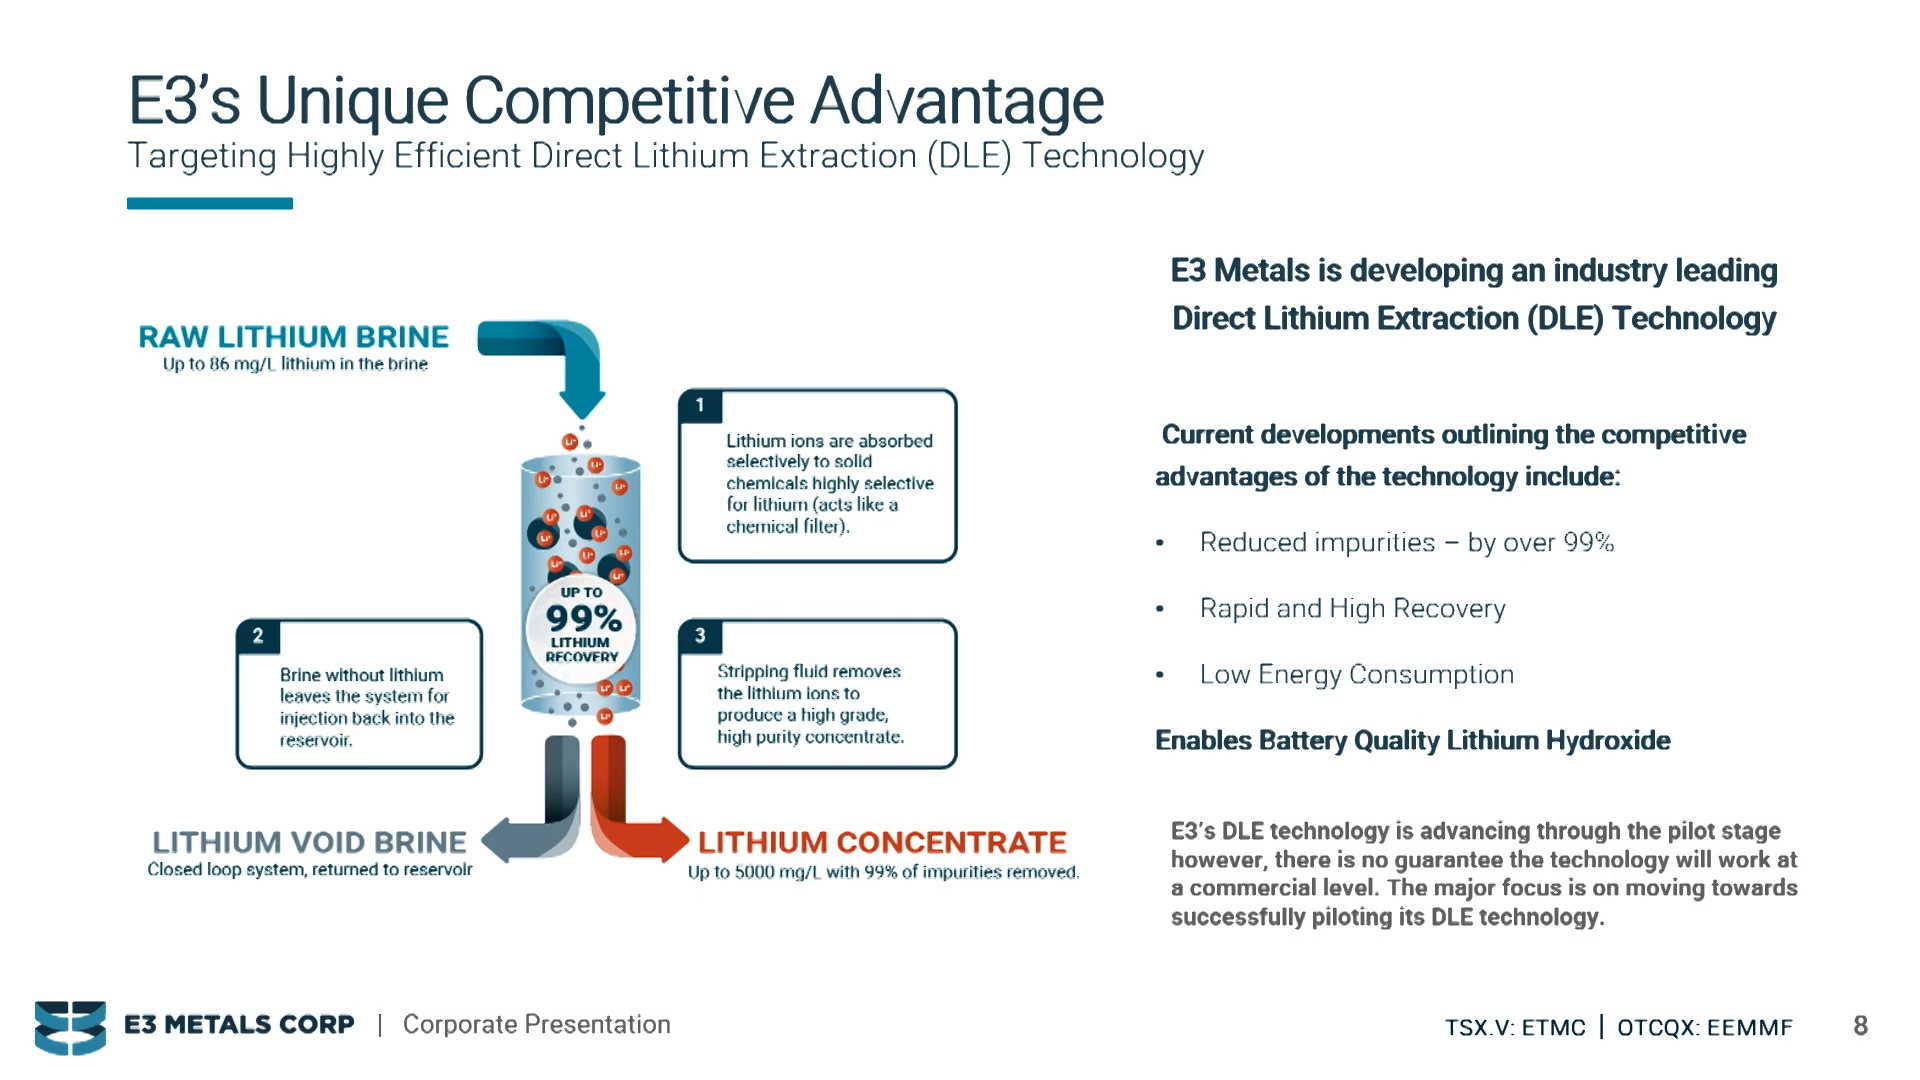 E3's Unique Competitive Advantage
Targeting Highly Efficient Direct Lithium Extraction (DLE) Technology
RAW LITHIUM BRINE
Up to 86 mg/L lithium in the brine
1
Lithium ions are absorbed
selectively to solid
chemicals highly selective
for lithium (acts like a
chemical filter).
UP TO
99%
LITHIUM
RECOVERY
2
Brine without lithium
leaves the system for
injection back into the
reservoir.
3
Stripping fluid removes
the lithium ions to
produce a high grade,
high purity concentrate.
LITHIUM VOID BRINE
Closed loop system, returned to reservoir
LITHIUM CONCENTRATE
Up to 5000 mg/L with 99% of impurities removed.
E3 Metals is developing an industry leading
Direct Lithium Extraction (DLE) Technology
Current developments outlining the competitive
advantages of the technology include:
• Reduced impurities – by over 99%
• Rapid and High Recovery
• Low Energy Consumption
Enables Battery Quality Lithium Hydroxide
E3's DLE technology is advancing through the pilot stage
however, there is no guarantee the technology will work at
a commercial level. The major focus is on moving towards
successfully piloting its DLE technology.
E3 METALS CORP | Corporate Presentation
TSX.V: ETMC | OTCQX: EEMMF 8